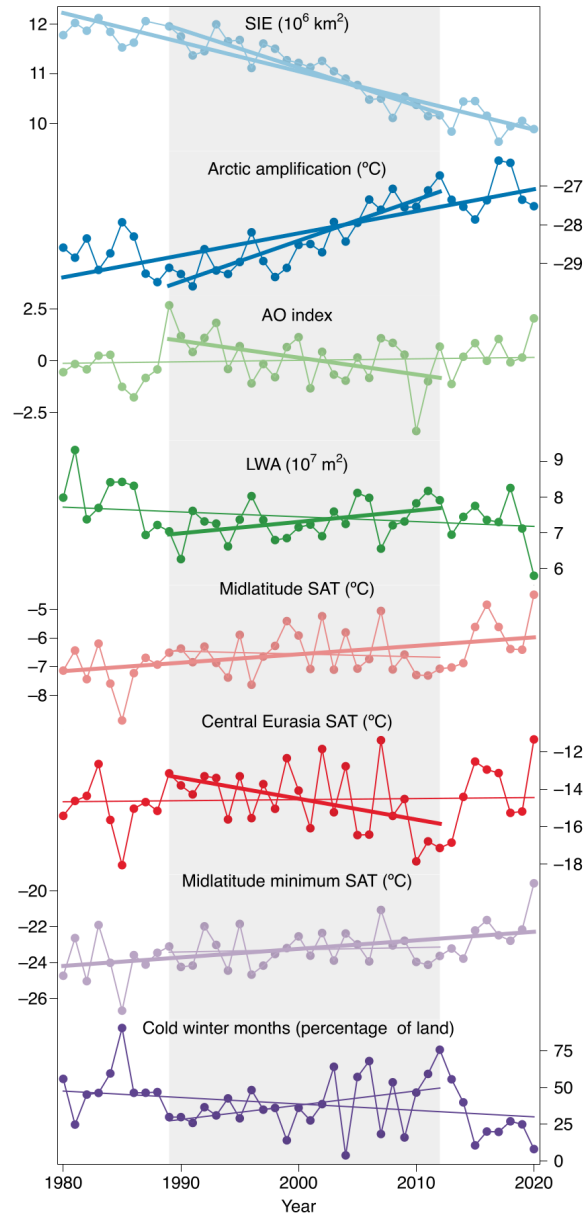 SIE (10⁶ km²)
12
11
10
Arctic amplification (ºC)
−27
−28
−29
AO index
2.5
0
−2.5
LWA (10⁷ m²)
9
8
7
6
Midlatitude SAT (ºC)
−5
−6
−7
−8
Central Eurasia SAT (ºC)
−12
−14
−16
−18
Midlatitude minimum SAT (ºC)
−20
−22
−24
−26
Cold winter months (percentage of land)
75
50
25
0
1980 1990 2000 2010 2020
Year